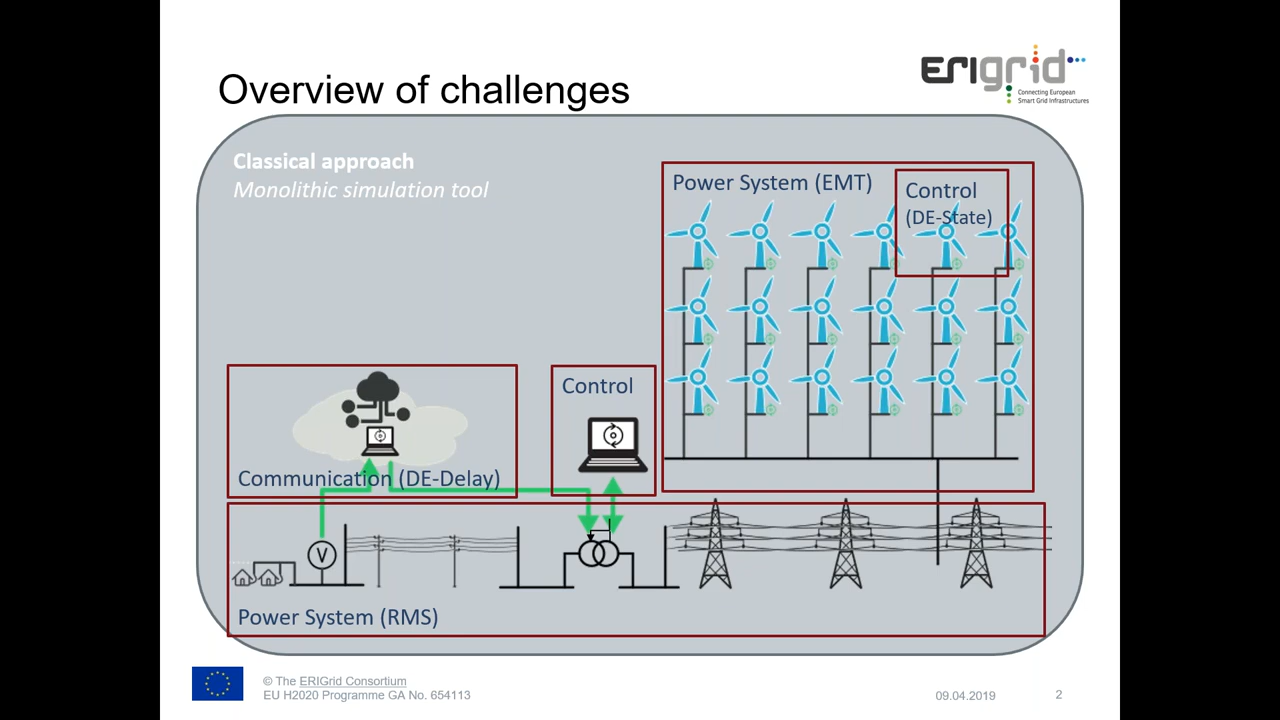 Overview of challenges
ERIgrid
Connecting European
Smart Grid Infrastructures
Classical approach
Monolithic simulation tool
Power System (EMT)
Control
(DE-State)
Control
Communication (DE-Delay)
V
Power System (RMS)
© The ERIGrid Consortium
EU H2020 Programme GA No. 654113
09.04.2019
2